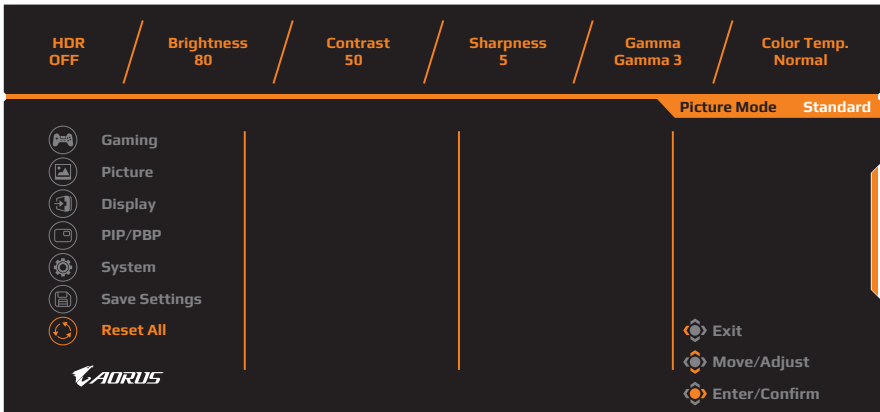 HDR
OFF
Brightness
80
Contrast
50
Sharpness
5
Gamma
Gamma 3
Color Temp.
Normal
Picture Mode Standard
Gaming
Picture
Display
PIP/PBP
System
Save Settings
Reset All
AORUS
Exit
Move/Adjust
Enter/Confirm